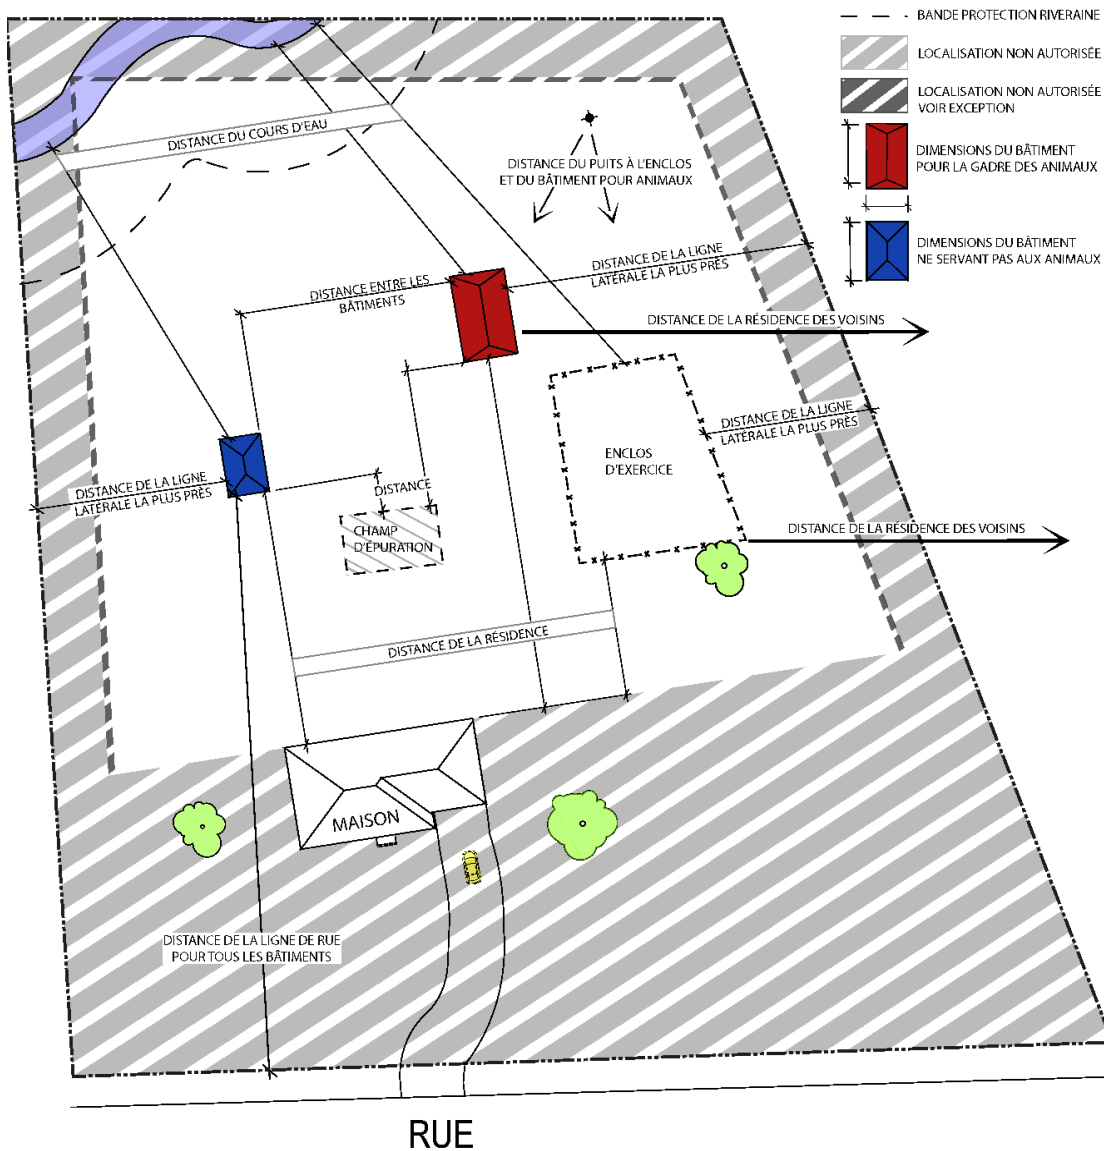 BANDE PROTECTION RIVERAINE
LOCALISATION NON AUTORISÉE
LOCALISATION NON AUTORISÉE
VOIR EXCEPTION
DIMENSIONS DU BÂTIMENT
POUR LA GADRE DES ANIMAUX
DIMENSIONS DU BÂTIMENT
NE SERVANT PAS AUX ANIMAUX
DISTANCE DU COURS D'EAU
DISTANCE DU PUITS À L'ENCLOS
ET DU BÂTIMENT POUR ANIMAUX
DISTANCE DE LA LIGNE
LATÉRALE LA PLUS PRÈS
DISTANCE ENTRE LES
BÂTIMENTS
DISTANCE DE LA RÉSIDENCE DES VOISINS
DISTANCE DE LA LIGNE
LATÉRALE LA PLUS PRÈS
ENCLOS
D'EXERCICE
DISTANCE DE LA LIGNE
LATÉRALE LA PLUS PRÈS
DISTANCE
CHAMP
D'ÉPURATION
DISTANCE DE LA RÉSIDENCE DES VOISINS
DISTANCE DE LA RÉSIDENCE
MAISON
DISTANCE DE LA LIGNE DE RUE
POUR TOUS LES BÂTIMENTS
RUE